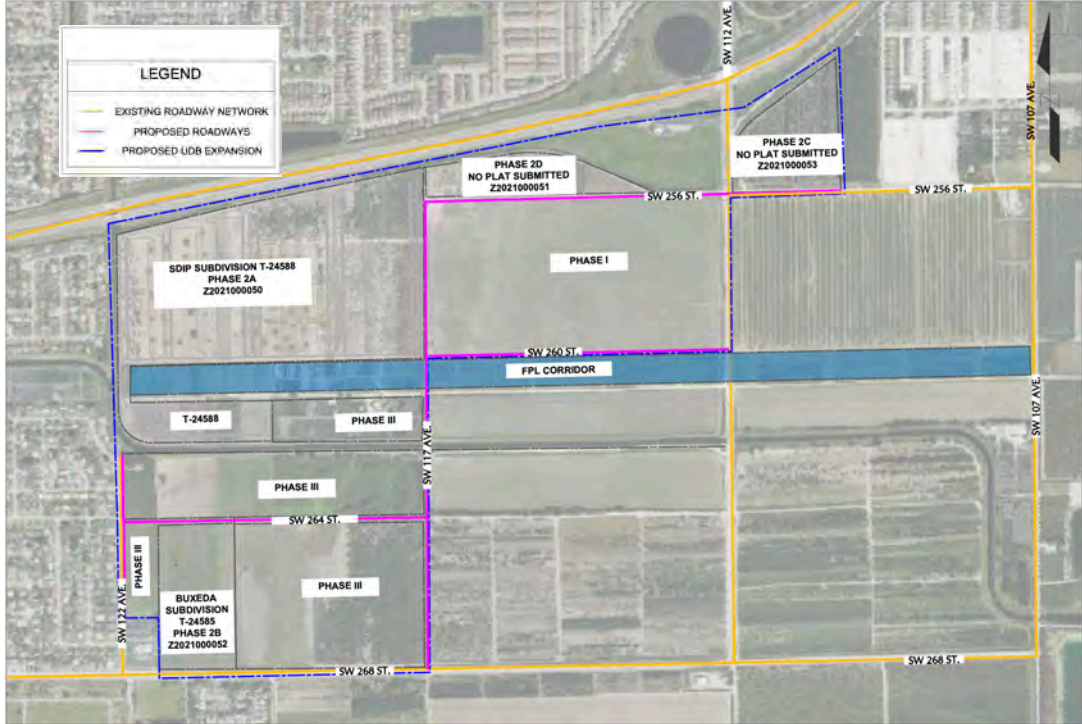 SW 112 AVE.
SW 107 AVE.
LEGEND
EXISTING ROADWAY NETWORK
PROPOSED ROADWAYS
PROPOSED UDB EXPANSION
PHASE 2C
NO PLAT SUBMITTED
Z2021000053
PHASE 2D
NO PLAT SUBMITTED
Z2021000051
SW 256 ST.
SW 256 ST.
SDIP SUBDIVISION T-24588
PHASE 2A
Z2021000050
PHASE I
SW 260 ST.
FPL CORRIDOR
SW 107 AVE.
T-24588
PHASE III
SW 117 AVE.
PHASE III
SW 264 ST.
PHASE III
SW 122 AVE.
BUXEDA
SUBDIVISION
T-24585
PHASE 2B
Z2021000052
PHASE III
SW 268 ST.
SW 268 ST.